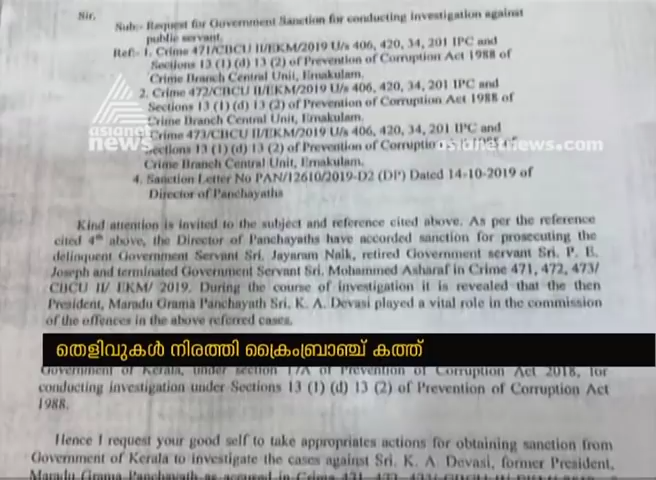 Sir,
Sub:- Request for Government Sanction for conducting investigation against
public servant.
Ref:- 1. Crime 471/CBCU II/EKM/2019 U/s 406, 420, 34, 201 IPC and
Sections 13 (1) (d) 13 (2) of Prevention of Corruption Act 1988 of
Crime Branch Central Unit, Ernakulam.
2. Crime 472/CBCU II/EKM/2019 U/s 406, 420, 34, 201 IPC and
Sections 13 (1) (d) 13 (2) of Prevention of Corruption Act 1988 of
Crime Branch Central Unit, Ernakulam.
Crime 473/CBCU II/EKM/2019 U/s 406, 420, 34, 201 IPC and
Sections 13 (1) (d) 13 (2) of Prevention of Corruption Act 1988 of
Crime Branch Central Unit, Ernakulam.
4. Sanction Letter No PAN/12610/2019-D2 (DP) Dated 14-10-2019 of
Director of Panchayaths
asianet
news
asianetnews.com
Kind attention is invited to the subject and reference cited above. As per the reference
cited 4th above, the Director of Panchayaths have accorded sanction for prosecuting the
delinquent Government Servant Sri. Jayaram Naik, retired Government servant Sri. P. E.
Joseph and terminated Government Servant Sri. Mohammed Asharaf in Crime 471, 472, 473/
CBCU II/ EKM/ 2019. During the course of investigation it is revealed that the then
President, Maradu Grama Panchayath Sri. K. A. Devasi played a vital role in the commission
of the offences in the above referred cases.
തെളിവുകൾ നിരത്തി ക്രൈംബ്രാഞ്ച് കത്ത്
Government of Kerala, under section 17A of Prevention of Corruption Act 2018, for
conducting investigation under Sections 13 (1) (d) 13 (2) of Prevention of Corruption Act
1988.
Hence I request your good self to take appropriates actions for obtaining sanction from
Government of Kerala to investigate the cases against Sri. K. A. Devasi, former President,
Maradu Grama Panchayath as accused in Crime 471, 472, 473/